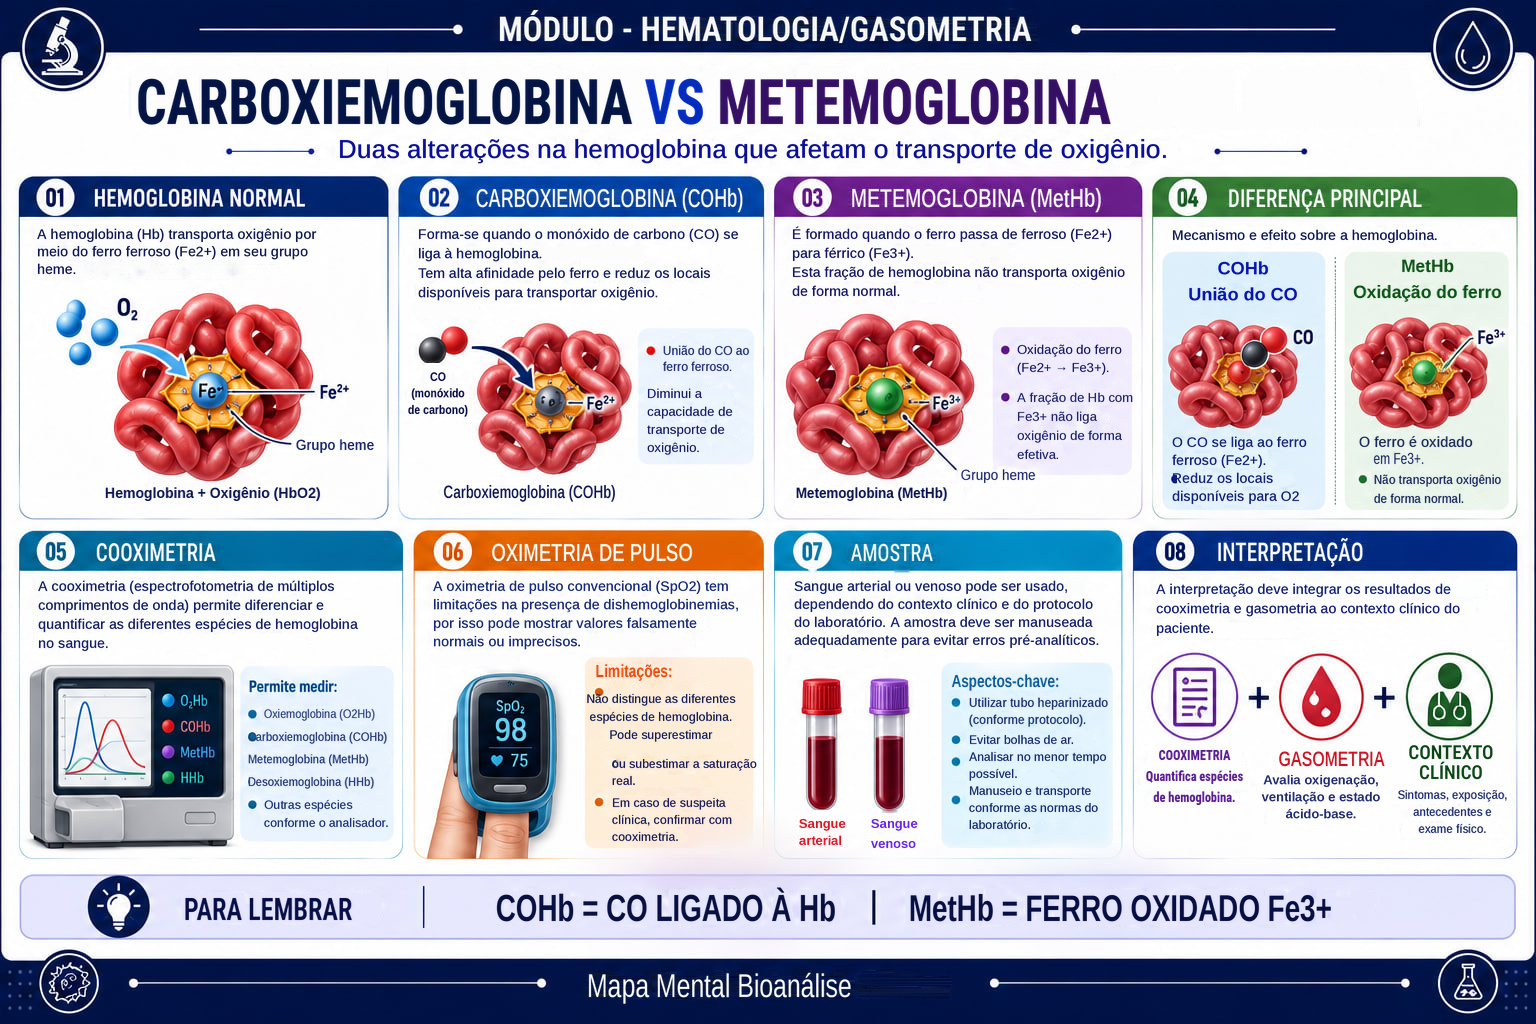 MÓDULO - HEMATOLOGIA/GASOMETRIA
CARBOXIEMOGLOBINA VS METEMOGLOBINA
Duas alterações na hemoglobina que afetam o transporte de oxigênio.
01 HEMOGLOBINA NORMAL
A hemoglobina (Hb) transporta oxigênio por
meio do ferro ferroso (Fe2+) em seu grupo
heme.
O₂
Fe
Fe²⁺
Grupo heme
Hemoglobina + Oxigênio (HbO2)
02 CARBOXIEMOGLOBINA (COHb)
Forma-se quando o monóxido de carbono (CO) se
liga à hemoglobina.
Tem alta afinidade pelo ferro e reduz os locais
disponíveis para transportar oxigênio.
CO
(monóxido
de carbono)
Fe²⁺
União do CO ao
ferro ferroso.
Diminui a
capacidade de
transporte de
oxigênio.
Carboxiemoglobina (COHb)
03 METEMOGLOBINA (MetHb)
É formado quando o ferro passa de ferroso (Fe2+)
para férrico (Fe3+).
Esta fração de hemoglobina não transporta oxigênio
de forma normal.
Fe³⁺
Oxidação do ferro
(Fe2+ → Fe3+).
A fração de Hb com
Fe3+ não liga
oxigênio de forma
efetiva.
Grupo heme
Metemoglobina (MetHb)
04 DIFERENÇA PRINCIPAL
Mecanismo e efeito sobre a hemoglobina.
COHb
União do CO
CO
O CO se liga ao ferro
ferroso (Fe2+).
Reduz os locais
disponíveis para O2
MetHb
Oxidação do ferro
Fe³⁺
O ferro é oxidado
em Fe3+.
Não transporta oxigênio
de forma normal.
05 COOXIMETRIA
A cooximetria (espectrofotometria de múltiplos
comprimentos de onda) permite diferenciar e
quantificar as diferentes espécies de hemoglobina
no sangue.
O₂Hb
COHb
MetHb
HHb
Permite medir:
Oxiemoglobina (O2Hb)
Carboxiemoglobina (COHb)
Metemoglobina (MetHb)
Desoxiemoglobina (HHb)
Outras espécies
conforme o analisador.
06 OXIMETRIA DE PULSO
A oximetria de pulso convencional (SpO2) tem
limitações na presença de dishemoglobinemias,
por isso pode mostrar valores falsamente
normais ou imprecisos.
SpO₂
98
75
Limitações:
Não distingue as diferentes
espécies de hemoglobina.
Pode superestimar
ou subestimar a saturação
real.
Em caso de suspeita
clínica, confirmar com
cooximetria.
07 AMOSTRA
Sangue arterial ou venoso pode ser usado,
dependendo do contexto clínico e do protocolo
do laboratório. A amostra deve ser manuseada
adequadamente para evitar erros pré-analíticos.
Sangue
arterial
Sangue
venoso
Aspectos-chave:
Utilizar tubo heparinizado
(conforme protocolo).
Evitar bolhas de ar.
Analisar no menor tempo
possível.
Manuseio e transporte
conforme as normas do
laboratório.
08 INTERPRETAÇÃO
A interpretação deve integrar os resultados de
cooximetria e gasometria ao contexto clínico do
paciente.
+ +
COOXIMETRIA
Quantifica espécies
de hemoglobina.
GASOMETRIA
Avalia oxigenação,
ventilação e estado
ácido-base.
CONTEXTO
CLÍNICO
Sintomas, exposição,
antecedentes e
exame físico.
PARA LEMBRAR
COHb = CO LIGADO À Hb | MetHb = FERRO OXIDADO Fe3+
Mapa Mental Bioanálise